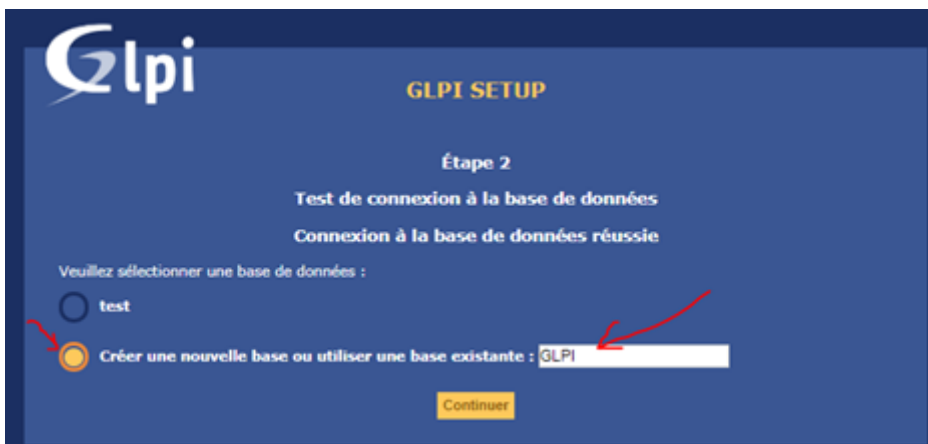 Glpi
GLPI SETUP
Étape 2
Test de connexion à la base de données
Connexion à la base de données réussie
Veuillez sélectionner une base de données :
test
Créer une nouvelle base ou utiliser une base existante : GLPI
Continuer